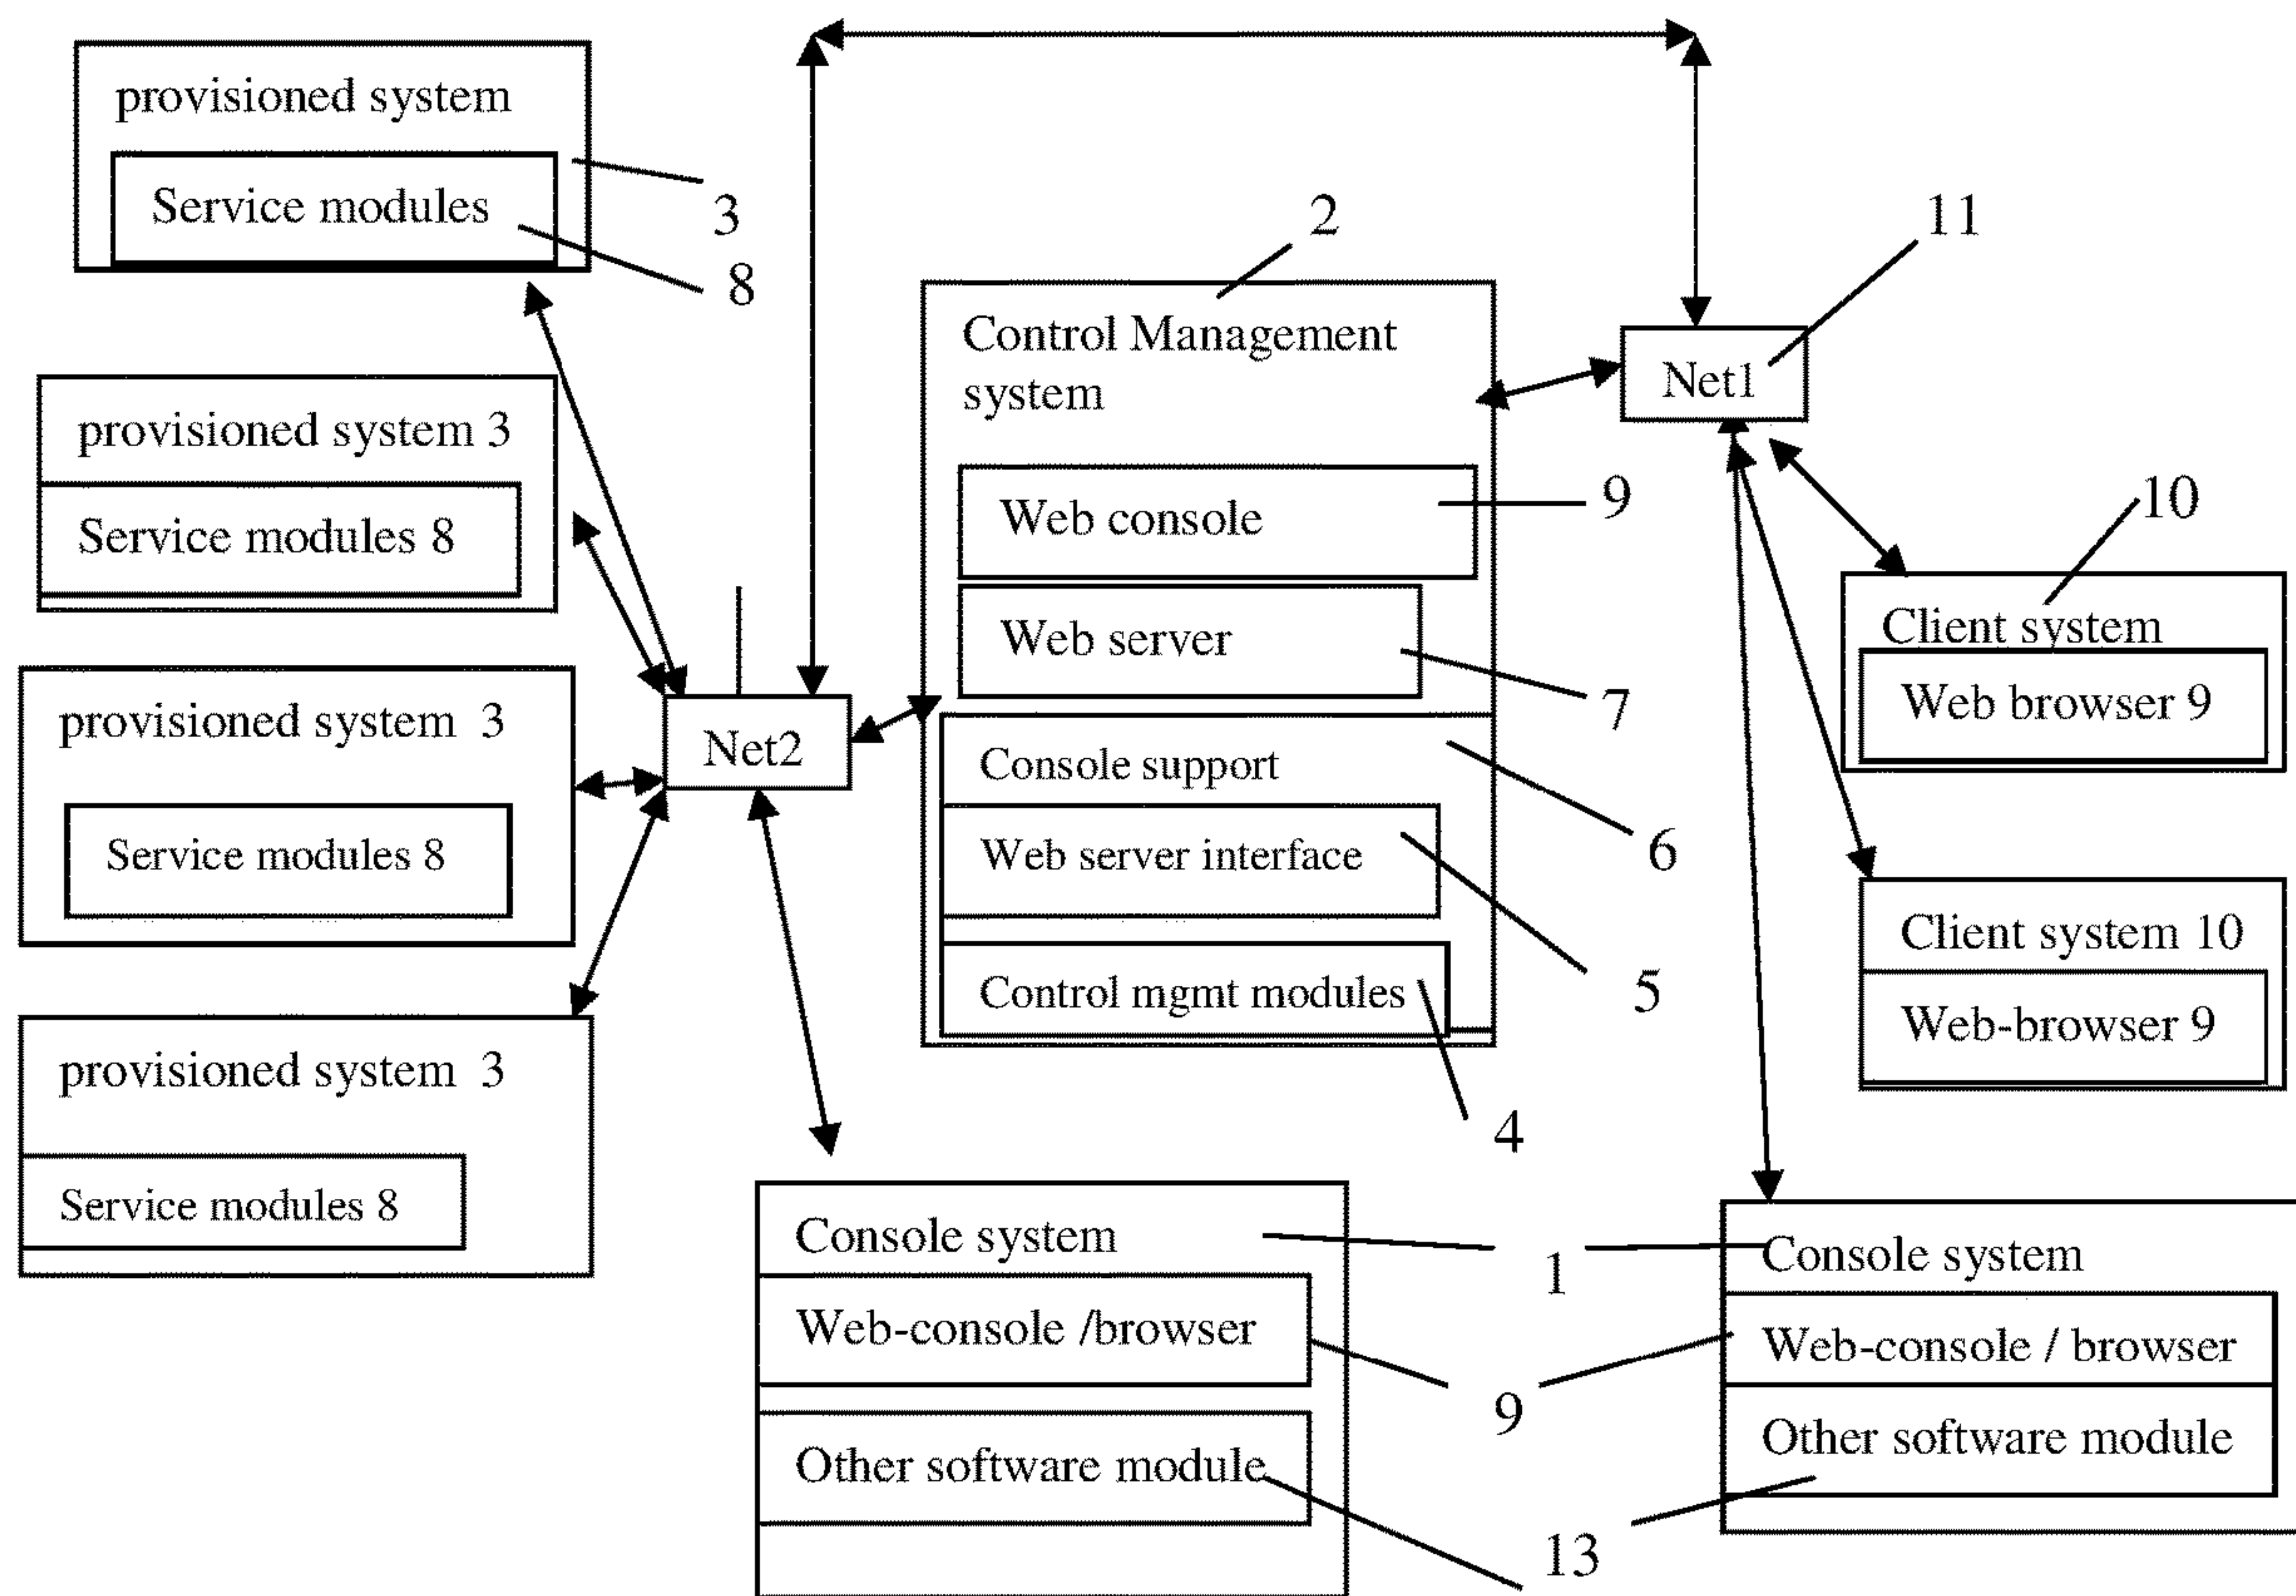 provisioned system
Service modules
3
8
provisioned system 3
Service modules 8
provisioned system 3
Service modules 8
provisioned system 3
Service modules 8
Net2
2
Control Management
system
Web console
9
Web server
7
Console support
6
Web server interface
5
Control mgmt modules
4
11
Net1
10
Client system
Web browser 9
Client system 10
Web-browser 9
Console system
1
Web-console /browser
9
Other software module
13
Console system
Web-console / browser
Other software module